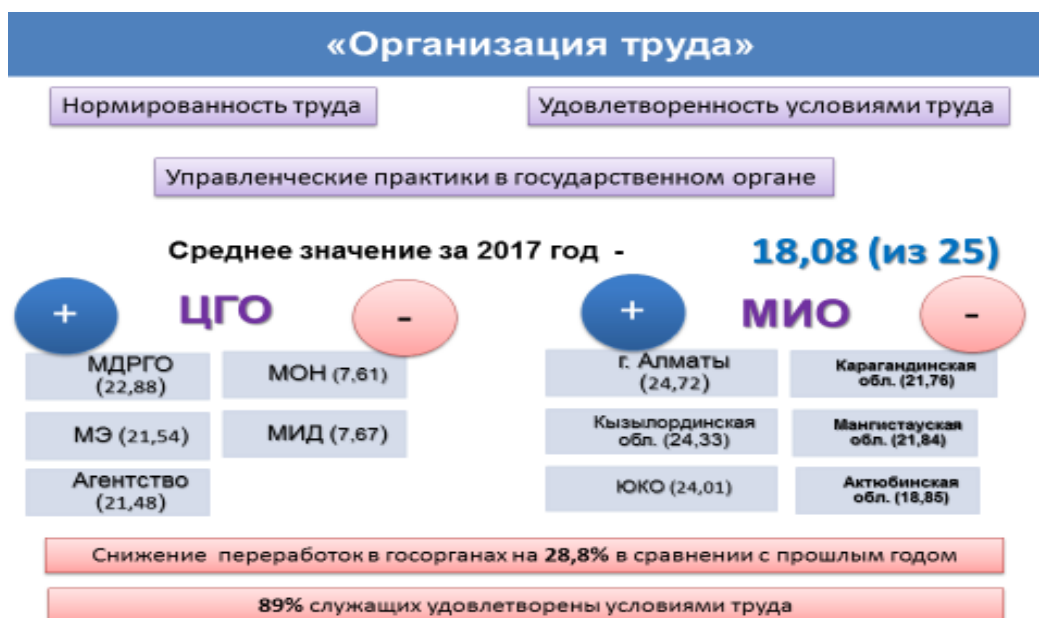 «Организация труда»
Нормированность труда
Удовлетворенность условиями труда
Управленческие практики в государственном органе
Среднее значение за 2017 год - 18,08 (из 25)
+ ЦГО -
+ МИО -
МДРГО
(22,88)
МОН (7,61)
МЭ (21,54)
МИД (7,67)
Агентство
(21,48)
г. Алматы
(24,72)
Карагандинская
обл. (21,76)
Кызылординская
обл. (24,33)
Мангистауская
обл. (21,84)
ЮКО (24,01)
Актюбинская
обл. (18,85)
Снижение переработок в госорганах на 28,8% в сравнении с прошлым годом
89% служащих удовлетворены условиями труда